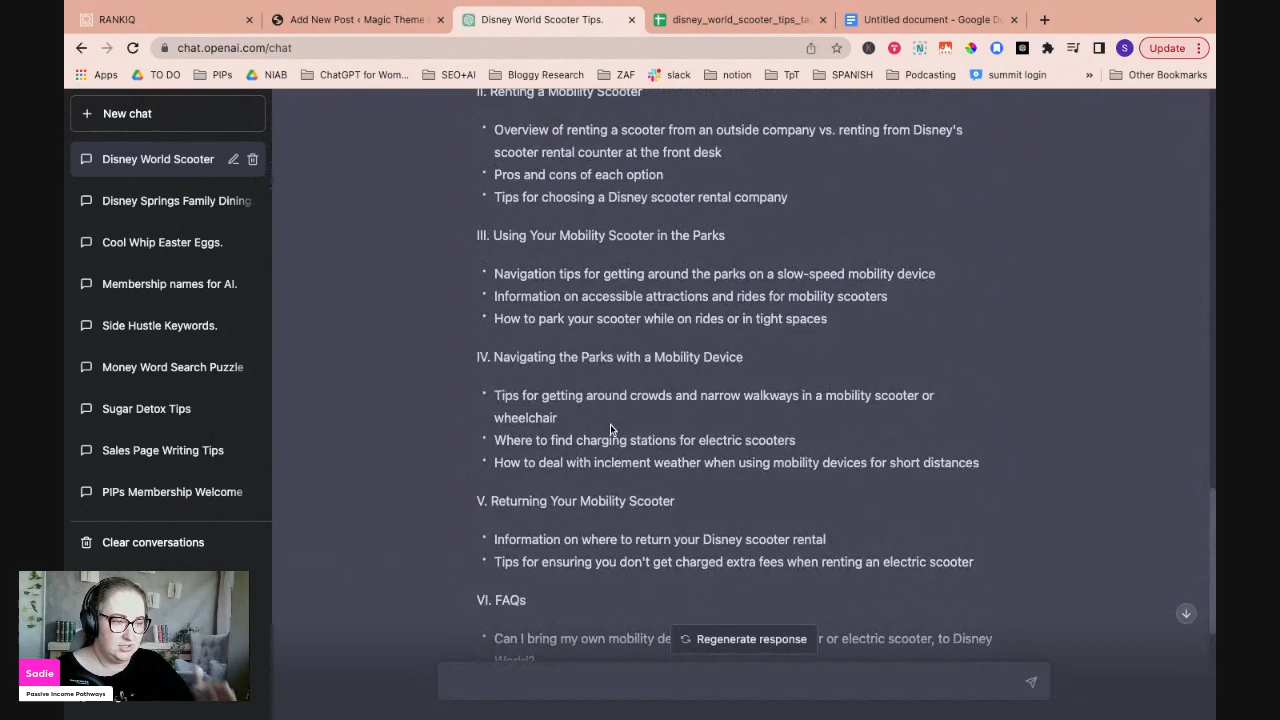 RANKIQ
Add New Post ‹ Magic Theme
Disney World Scooter Tips.
disney_world_scooter_tips_ta
Untitled document - Google D
chat.openai.com/chat
S
Update
Apps
TO DO
PIPs
NIAB
ChatGPT for Wom...
SEO+AI
Bloggy Research
ZAF
slack
notion
TpT
SPANISH
Podcasting
summit login
»
Other Bookmarks
New chat
Disney World Scooter
Disney Springs Family Dining
Cool Whip Easter Eggs.
Membership names for AI.
Side Hustle Keywords.
Money Word Search Puzzle
Sugar Detox Tips
Sales Page Writing Tips
PIPs Membership Welcome
Clear conversations
II. Renting a Mobility Scooter
Overview of renting a scooter from an outside company vs. renting from Disney's
scooter rental counter at the front desk
Pros and cons of each option
Tips for choosing a Disney scooter rental company
III. Using Your Mobility Scooter in the Parks
Navigation tips for getting around the parks on a slow-speed mobility device
Information on accessible attractions and rides for mobility scooters
How to park your scooter while on rides or in tight spaces
IV. Navigating the Parks with a Mobility Device
Tips for getting around crowds and narrow walkways in a mobility scooter or
wheelchair
Where to find charging stations for electric scooters
How to deal with inclement weather when using mobility devices for short distances
V. Returning Your Mobility Scooter
Information on where to return your Disney scooter rental
Tips for ensuring you don't get charged extra fees when renting an electric scooter
VI. FAQs
Can I bring my own mobility de r or electric scooter, to Disney
World?
Regenerate response
Sadie
Passive Income Pathways